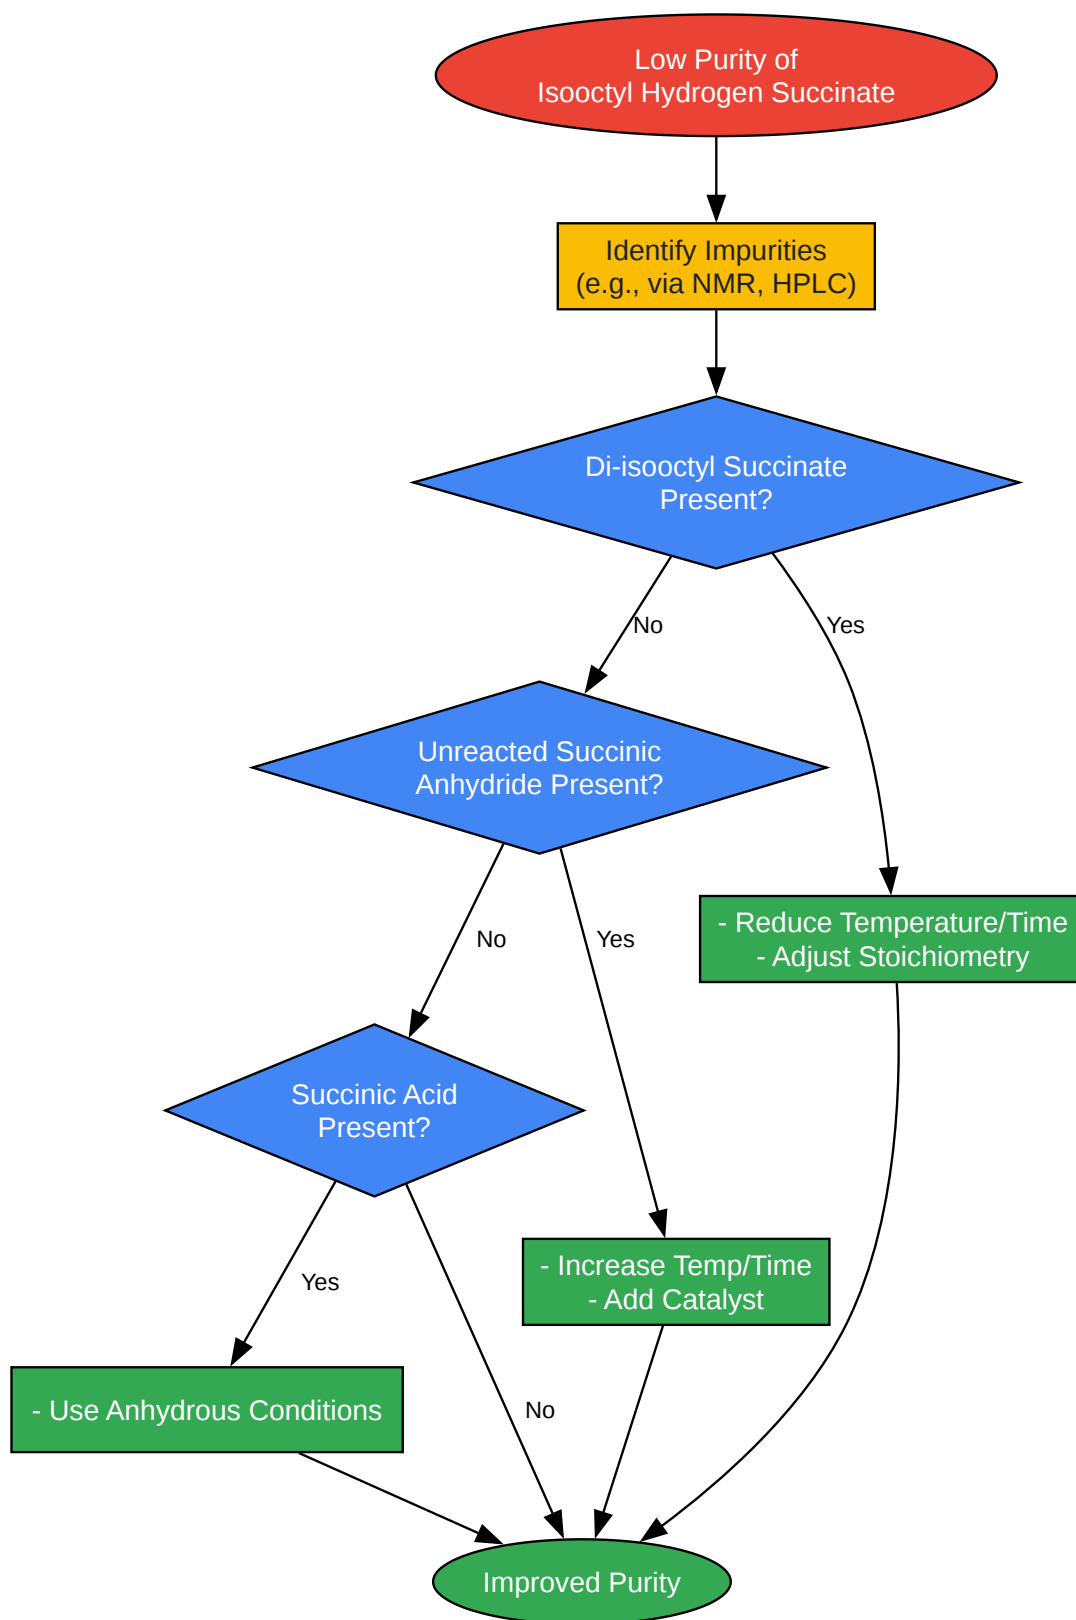 Low Purity of
Isooctyl Hydrogen Succinate
Identify Impurities
(e.g., via NMR, HPLC)
Di-isooctyl Succinate
Present?
No
Yes
Unreacted Succinic
Anhydride Present?
- Reduce Temperature/Time
- Adjust Stoichiometry
No
Yes
Succinic Acid
Present?
- Increase Temp/Time
- Add Catalyst
Yes
- Use Anhydrous Conditions
No
Improved Purity